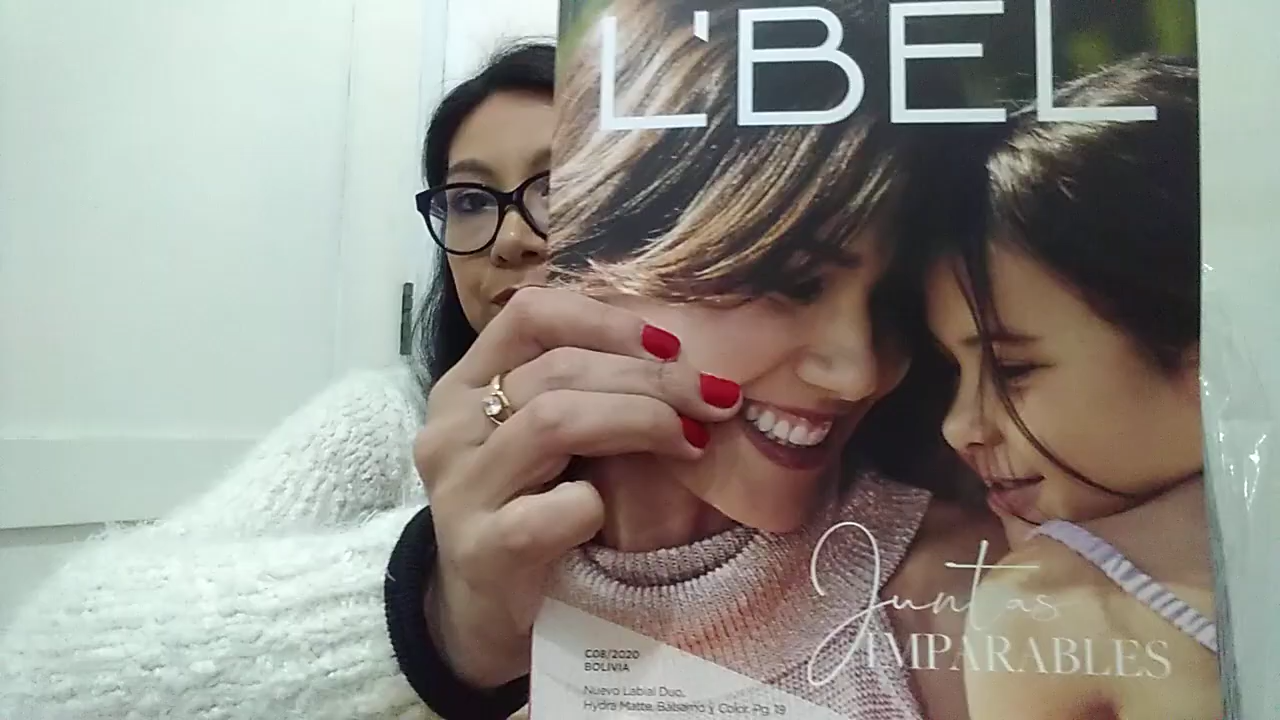 L'BEL
Juntas
IMPARABLES
C08/2020
BOLIVIA
Nuevo Labial Duo,
Hydra Matte, Bálsamo y Color. Pg. 19